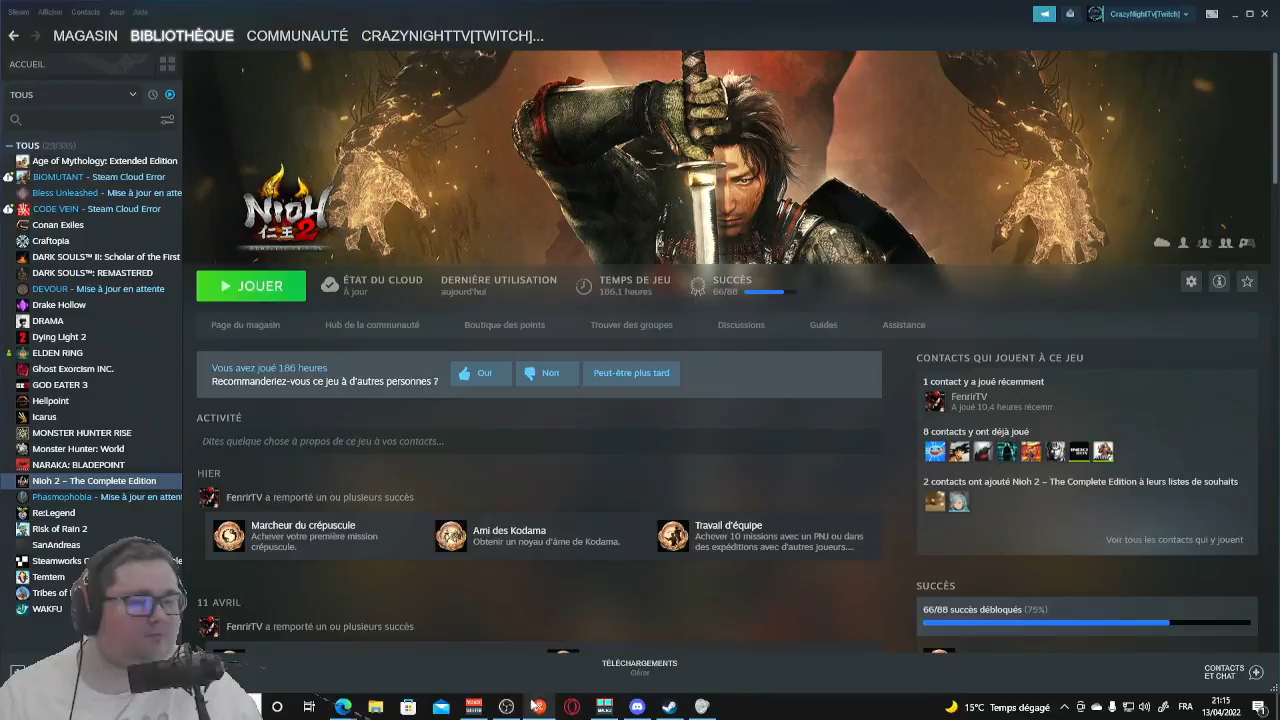 Steam Afficher Contacts Jeux Aide
CrazyNightTv[Twitch]
MAGASIN BIBLIOTHÈQUE COMMUNAUTÉ CRAZYNIGHTTV[TWITCH]...
ACCUEIL
TOUS
TOUS (29/335)
Age of Mythology: Extended Edition
BIOMUTANT - Steam Cloud Error
Bless Unleashed - Mise à jour en atte
CODE VEIN - Steam Cloud Error
Conan Exiles
Craftopia
DARK SOULS™ II: Scholar of the First
DARK SOULS™: REMASTERED
DEVOUR - Mise à jour en attente
Drake Hollow
DRAMA
Dying Light 2
ELDEN RING
Ghost Exorcism INC.
GOD EATER 3
Hellpoint
Icarus
MONSTER HUNTER RISE
Monster Hunter: World
NARAKA: BLADEPOINT
Nioh 2 – The Complete Edition
Phasmophobia - Mise à jour en attent
Re:Legend
Risk of Rain 2
SanAndreas
Steamworks
Temtem
Tribes of
WAKFU
NIOH 2
仁王
JOUER
ÉTAT DU CLOUD
À jour
DERNIÈRE UTILISATION
aujourd'hui
TEMPS DE JEU
186,1 heures
SUCCÈS
66/88
Page du magasin Hub de la communauté Boutique des points Trouver des groupes Discussions Guides Assistance
Vous avez joué 186 heures
Recommanderiez-vous ce jeu à d'autres personnes ?
Oui Non Peut-être plus tard
ACTIVITÉ
Dites quelque chose à propos de ce jeu à vos contacts...
HIER
FenrirTV a remporté un ou plusieurs succès
Marcheur du crépuscule
Achever votre première mission
crépuscule.
Ami des Kodama
Obtenir un noyau d'âme de Kodama.
Travail d'équipe
Achever 10 missions avec un PNJ ou dans
des expéditions avec d'autres joueurs....
11 AVRIL
FenrirTV a remporté un ou plusieurs succès
CONTACTS QUI JOUENT À CE JEU
1 contact y a joué récemment
FenrirTV
A joué 10,4 heures récemm
8 contacts y ont déjà joué
2 contacts ont ajouté Nioh 2 – The Complete Edition à leurs listes de souhaits
Voir tous les contacts qui y jouent
SUCCÈS
66/88 succès débloqués (75%)
TÉLÉCHARGEMENTS
Gérer
CONTACTS
ET CHAT
15°C Temps dégagé
FRA
21:15
13/04/2022